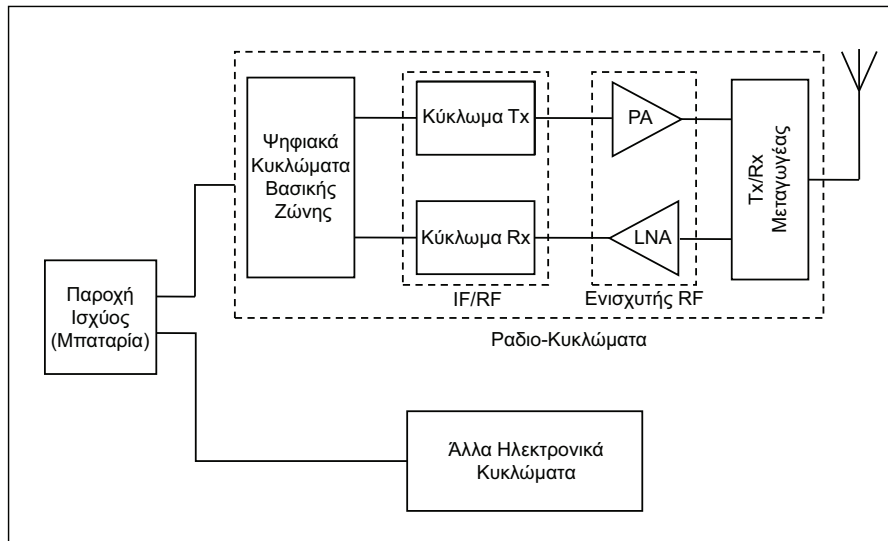 Ψηφιακά
Κυκλώματα
Βασικής
Ζώνης
Κύκλωμα Tx
Κύκλωμα Rx
IF/RF
PA
LNA
Ενισχυτής RF
Tx/Rx
Μεταγωγέας
Ραδιο-Κυκλώματα
Παροχή
Ισχύος
(Μπαταρία)
Άλλα Ηλεκτρονικά
Κυκλώματα